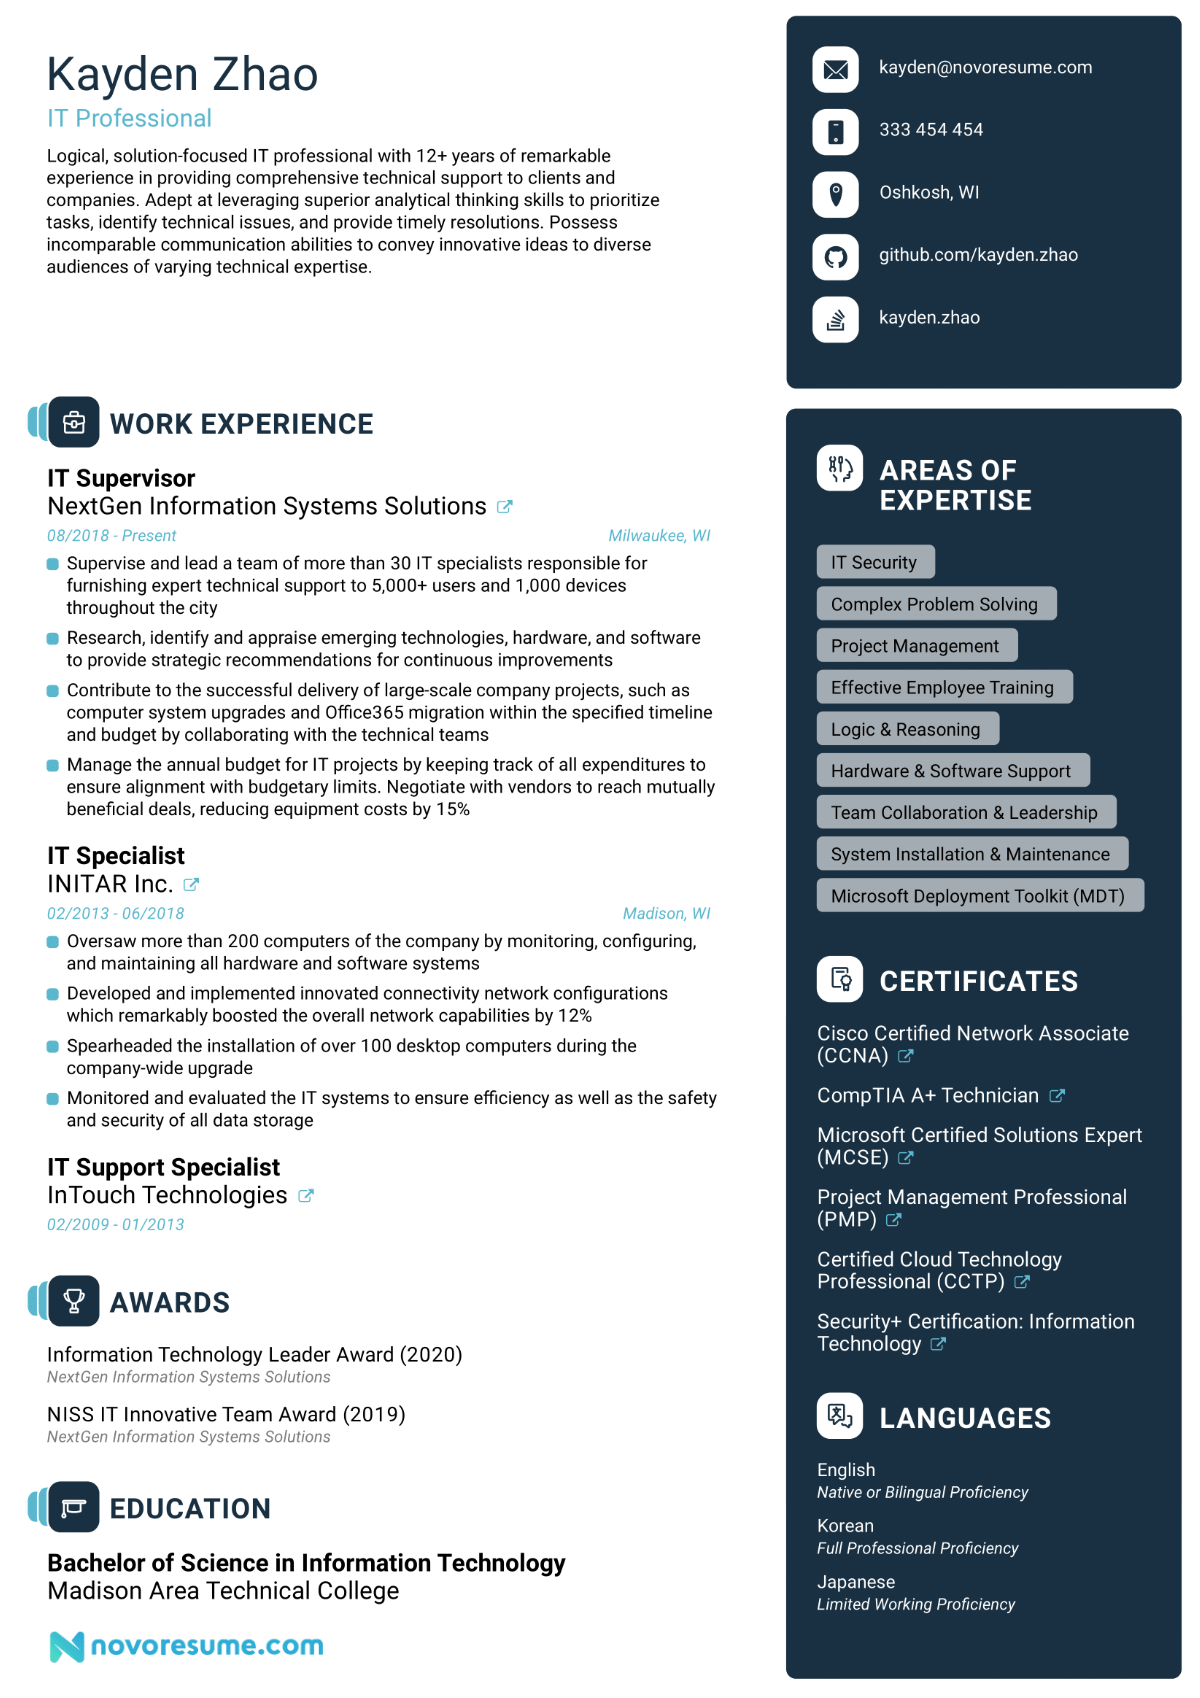 Kayden Zhao
IT Professional
Logical, solution-focused IT professional with 12+ years of remarkable
experience in providing comprehensive technical support to clients and
companies. Adept at leveraging superior analytical thinking skills to prioritize
tasks, identify technical issues, and provide timely resolutions. Possess
incomparable communication abilities to convey innovative ideas to diverse
audiences of varying technical expertise.
kayden@novoresume.com
333 454 454
Oshkosh, WI
github.com/kayden.zhao
kayden.zhao
WORK EXPERIENCE
IT Supervisor
NextGen Information Systems Solutions
08/2018 - Present
Milwaukee, WI
Supervise and lead a team of more than 30 IT specialists responsible for
furnishing expert technical support to 5,000+ users and 1,000 devices
throughout the city
Research, identify and appraise emerging technologies, hardware, and software
to provide strategic recommendations for continuous improvements
Contribute to the successful delivery of large-scale company projects, such as
computer system upgrades and Office365 migration within the specified timeline
and budget by collaborating with the technical teams
Manage the annual budget for IT projects by keeping track of all expenditures to
ensure alignment with budgetary limits. Negotiate with vendors to reach mutually
beneficial deals, reducing equipment costs by 15%
IT Specialist
INITAR Inc.
02/2013 - 06/2018
Madison, WI
Oversaw more than 200 computers of the company by monitoring, configuring,
and maintaining all hardware and software systems
Developed and implemented innovated connectivity network configurations
which remarkably boosted the overall network capabilities by 12%
Spearheaded the installation of over 100 desktop computers during the
company-wide upgrade
Monitored and evaluated the IT systems to ensure efficiency as well as the safety
and security of all data storage
IT Support Specialist
InTouch Technologies
02/2009 - 01/2013
AWARDS
Information Technology Leader Award (2020)
NextGen Information Systems Solutions
NISS IT Innovative Team Award (2019)
NextGen Information Systems Solutions
EDUCATION
Bachelor of Science in Information Technology
Madison Area Technical College
novoresume.com
AREAS OF
EXPERTISE
IT Security
Complex Problem Solving
Project Management
Effective Employee Training
Logic & Reasoning
Hardware & Software Support
Team Collaboration & Leadership
System Installation & Maintenance
Microsoft Deployment Toolkit (MDT)
CERTIFICATES
Cisco Certified Network Associate
(CCNA)
CompTIA A+ Technician
Microsoft Certified Solutions Expert
(MCSE)
Project Management Professional
(PMP)
Certified Cloud Technology
Professional (CCTP)
Security+ Certification: Information
Technology
LANGUAGES
English
Native or Bilingual Proficiency
Korean
Full Professional Proficiency
Japanese
Limited Working Proficiency